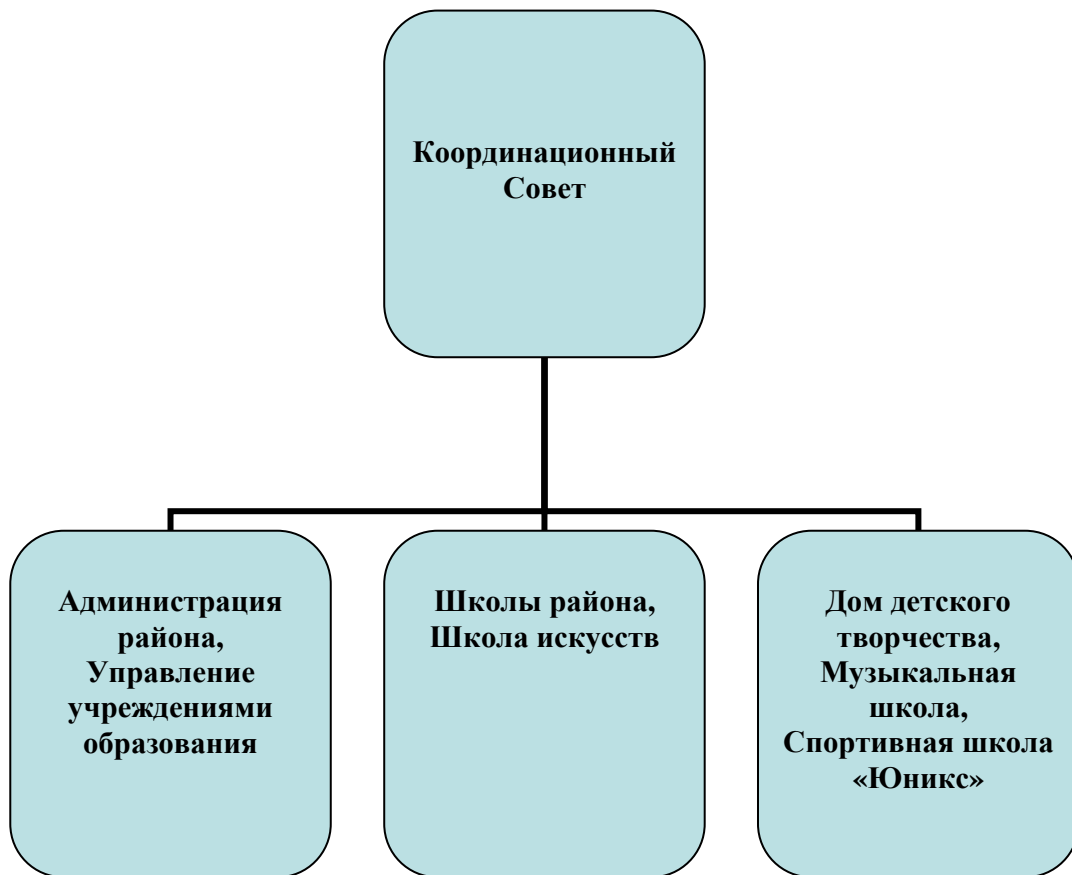 Координационный
Совет
Администрация
района,
Управление
учреждениями
образования
Школы района,
Школа искусств
Дом детского
творчества,
Музыкальная
школа,
Спортивная школа
«Юникс»